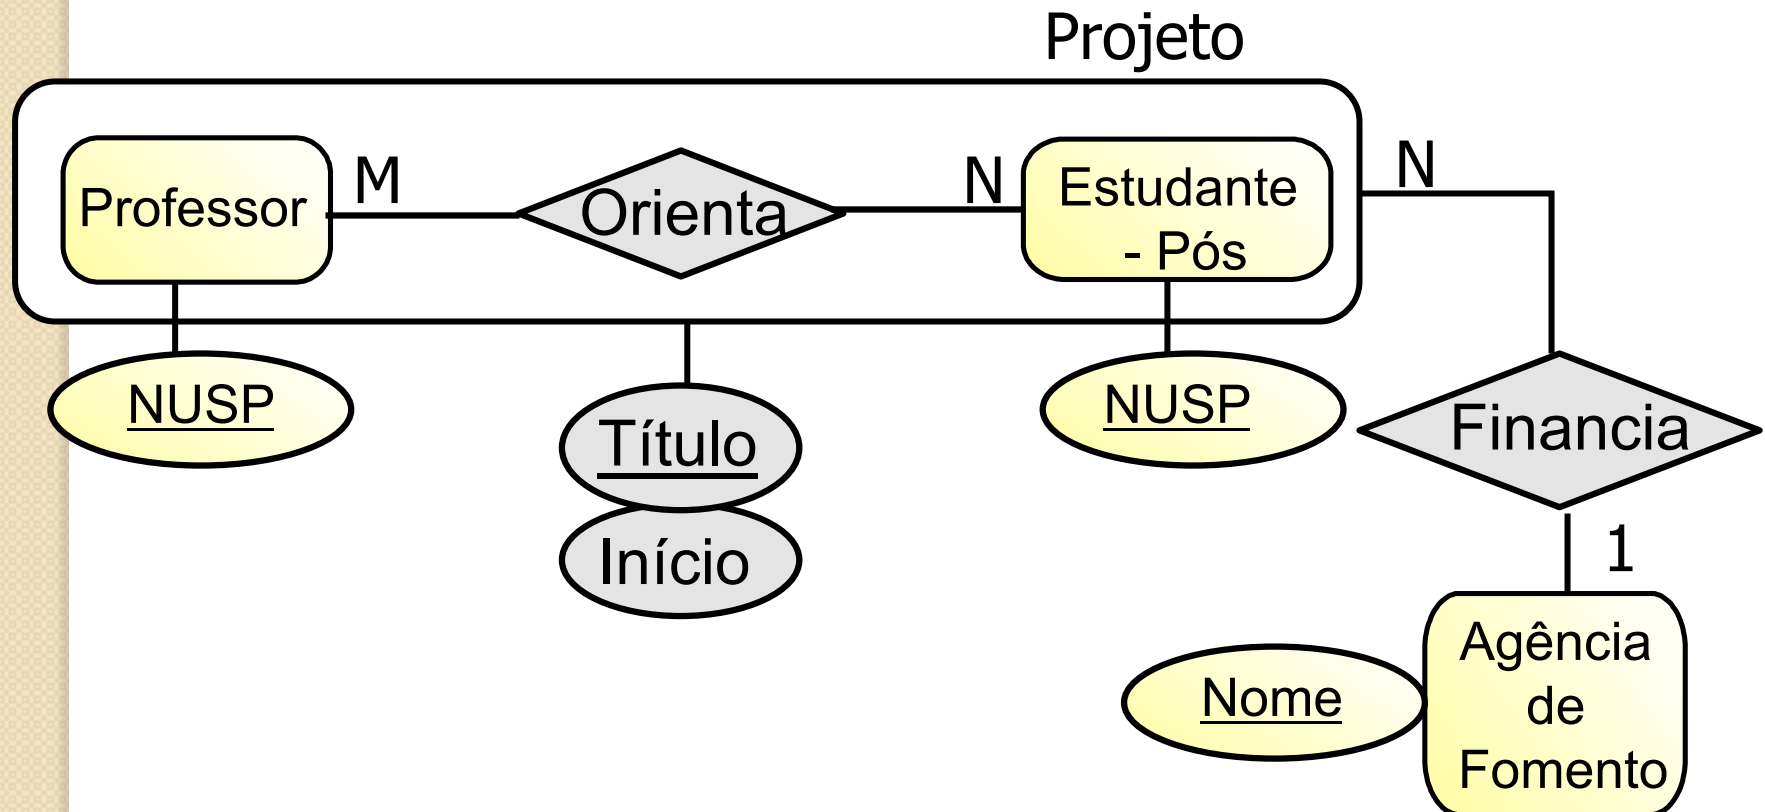 Projeto
Professor
M
Orienta
N
Estudante
- Pós
N
NUSP
Título
Início
NUSP
Financia
1
Nome
Agência
de
Fomento